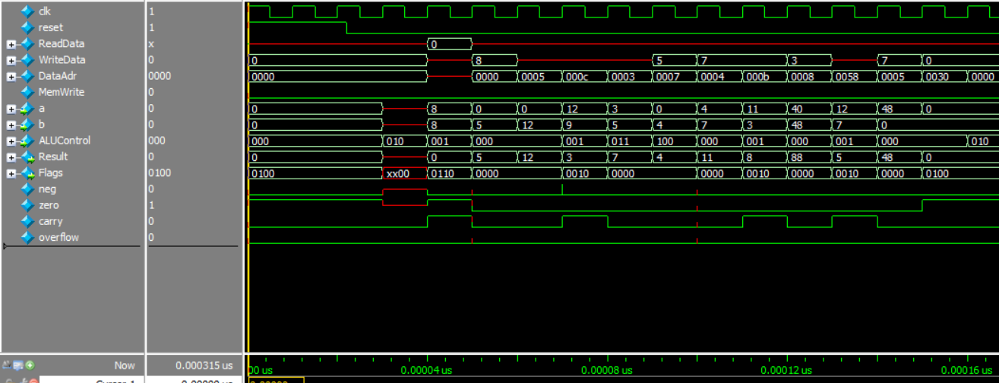 clk 1
reset 1
ReadData x 0
WriteData 0 0 8 5 7 3 7 0
DataAdr 0000 0000 0000 0005 000c 0003 0007 0004 000b 0008 0058 0005 0030 0000
MemWrite 0
a 0 0 8 0 0 12 3 0 4 11 40 12 48 0
b 0 0 8 5 12 9 5 4 7 3 48 7 0
ALUControl 000 000 010 001 000 001 011 100 000 001 000 001 000 010
Result 0 0 0 5 12 3 7 4 11 8 88 5 48 0
Flags 0100 0100 xx00 0110 0000 0010 0000 0000 0010 0000 0010 0000 0100
neg 0
zero 1
carry 0
overflow 0
Now 0.000315 us 00 us 0.00004 us 0.00008 us 0.00012 us 0.00016 us